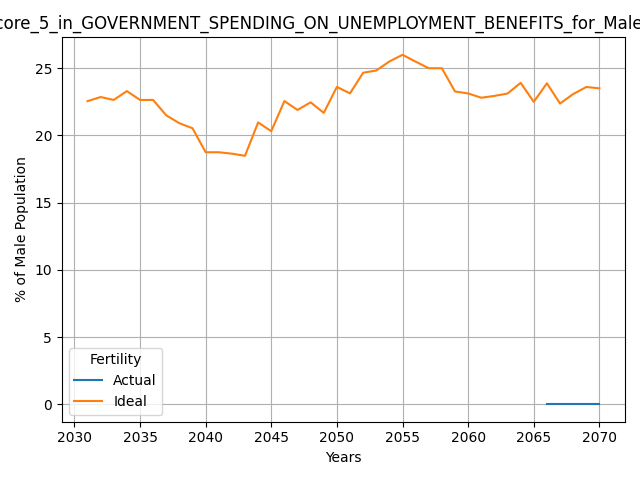 core_5_in_GOVERNMENT_SPENDING_ON_UNEMPLOYMENT_BENEFITS_for_Male
% of Male Population
25
20
15
10
5
0
Fertility
Actual
Ideal
2030 2035 2040 2045 2050 2055 2060 2065 2070
Years